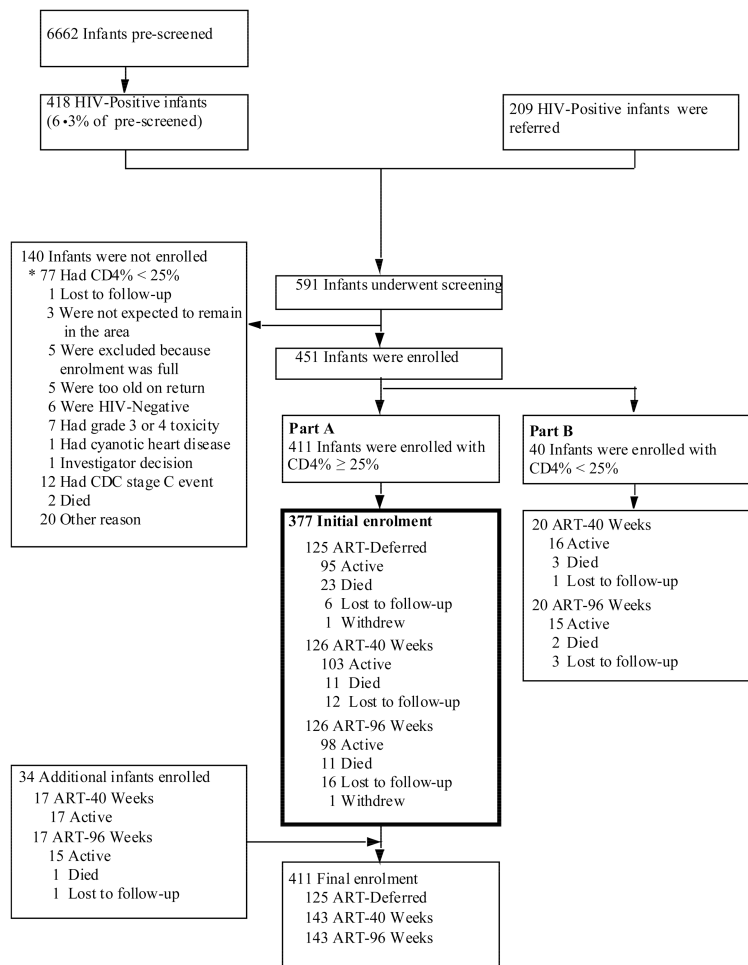 6662 Infants pre-screened
418 HIV-Positive infants
(6•3% of pre-screened)
209 HIV-Positive infants were
referred
140 Infants were not enrolled
* 77 Had CD4% < 25%
1 Lost to follow-up
3 Were not expected to remain
in the area
5 Were excluded because
enrolment was full
5 Were too old on return
6 Were HIV-Negative
7 Had grade 3 or 4 toxicity
1 Had cyanotic heart disease
1 Investigator decision
12 Had CDC stage C event
2 Died
20 Other reason
591 Infants underwent screening
451 Infants were enrolled
Part A
411 Infants were enrolled with
CD4% ≥ 25%
Part B
40 Infants were enrolled with
CD4% < 25%
377 Initial enrolment
125 ART-Deferred
95 Active
23 Died
6 Lost to follow-up
1 Withdrew
126 ART-40 Weeks
103 Active
11 Died
12 Lost to follow-up
126 ART-96 Weeks
98 Active
11 Died
16 Lost to follow-up
1 Withdrew
20 ART-40 Weeks
16 Active
3 Died
1 Lost to follow-up
20 ART-96 Weeks
15 Active
2 Died
3 Lost to follow-up
34 Additional infants enrolled
17 ART-40 Weeks
17 Active
17 ART-96 Weeks
15 Active
1 Died
1 Lost to follow-up
411 Final enrolment
125 ART-Deferred
143 ART-40 Weeks
143 ART-96 Weeks